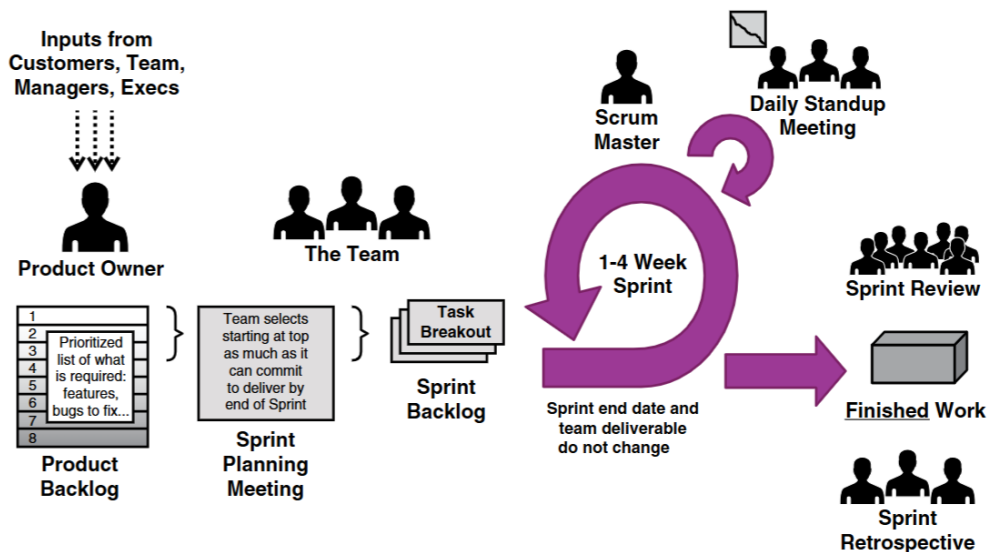 Inputs from
Customers, Team,
Managers, Execs
Product Owner
The Team
Scrum
Master
Daily Standup
Meeting
1
2
3
4
5
6
7
8
Prioritized
list of what
is required:
features,
bugs to fix...
Product
Backlog
Team selects
starting at top
as much as it
can commit
to deliver by
end of Sprint
Sprint
Planning
Meeting
Task
Breakout
Sprint
Backlog
1-4 Week
Sprint
Sprint end date and
team deliverable
do not change
Sprint Review
Finished Work
Sprint
Retrospective